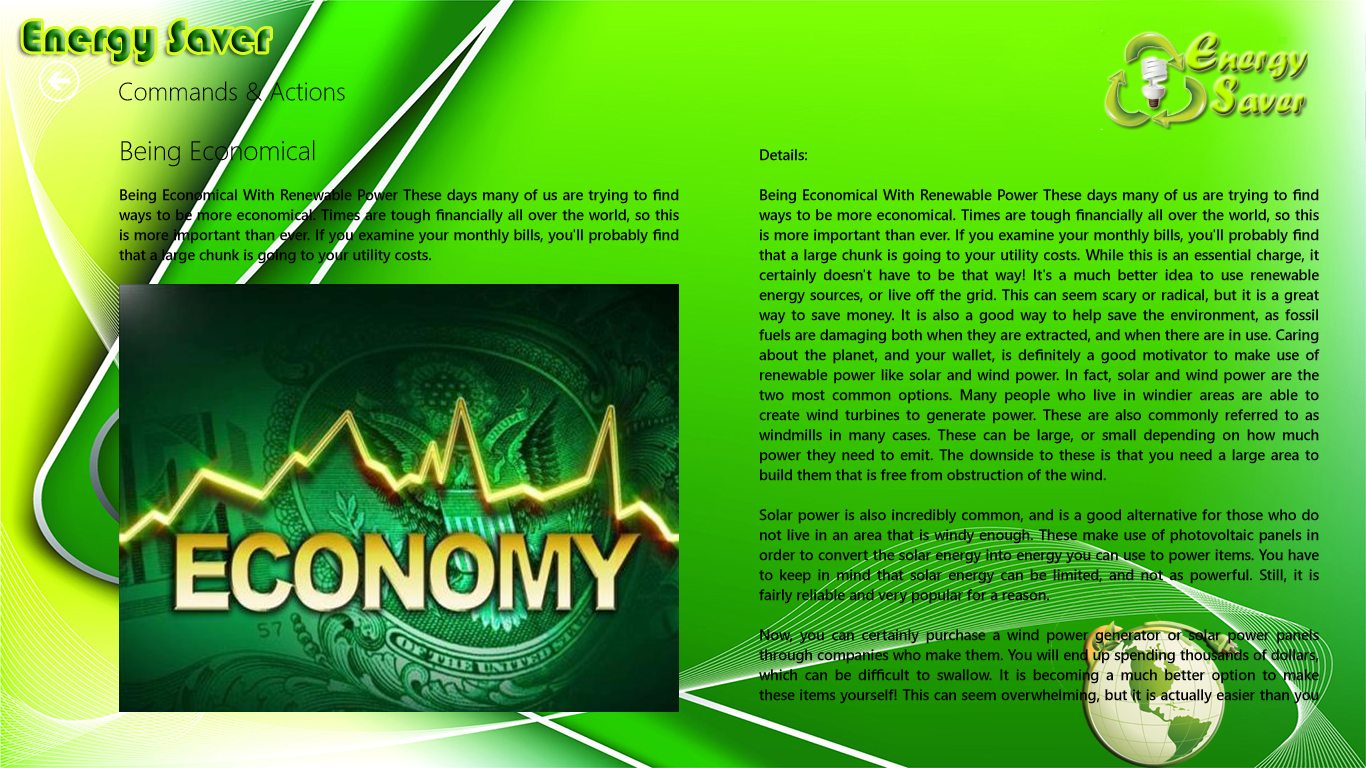 Energy Saver
Energy
Saver
Commands & Actions
Being Economical
Being Economical With Renewable Power These days many of us are trying to find
ways to be more economical. Times are tough financially all over the world, so this
is more important than ever. If you examine your monthly bills, you'll probably find
that a large chunk is going to your utility costs.
57
OF THE UNITED
ECONOMY
Details:
Being Economical With Renewable Power These days many of us are trying to find
ways to be more economical. Times are tough financially all over the world, so this
is more important than ever. If you examine your monthly bills, you'll probably find
that a large chunk is going to your utility costs. While this is an essential charge, it
certainly doesn't have to be that way! It's a much better idea to use renewable
energy sources, or live off the grid. This can seem scary or radical, but it is a great
way to save money. It is also a good way to help save the environment, as fossil
fuels are damaging both when they are extracted, and when there are in use. Caring
about the planet, and your wallet, is definitely a good motivator to make use of
renewable power like solar and wind power. In fact, solar and wind power are the
two most common options. Many people who live in windier areas are able to
create wind turbines to generate power. These are also commonly referred to as
windmills in many cases. These can be large, or small depending on how much
power they need to emit. The downside to these is that you need a large area to
build them that is free from obstruction of the wind.
Solar power is also incredibly common, and is a good alternative for those who do
not live in an area that is windy enough. These make use of photovoltaic panels in
order to convert the solar energy into energy you can use to power items. You have
to keep in mind that solar energy can be limited, and not as powerful. Still, it is
fairly reliable and very popular for a reason.
Now, you can certainly purchase a wind power generator or solar power panels
through companies who make them. You will end up spending thousands of dollars,
which can be difficult to swallow. It is becoming a much better option to make
these items yourself! This can seem overwhelming, but it is actually easier than you